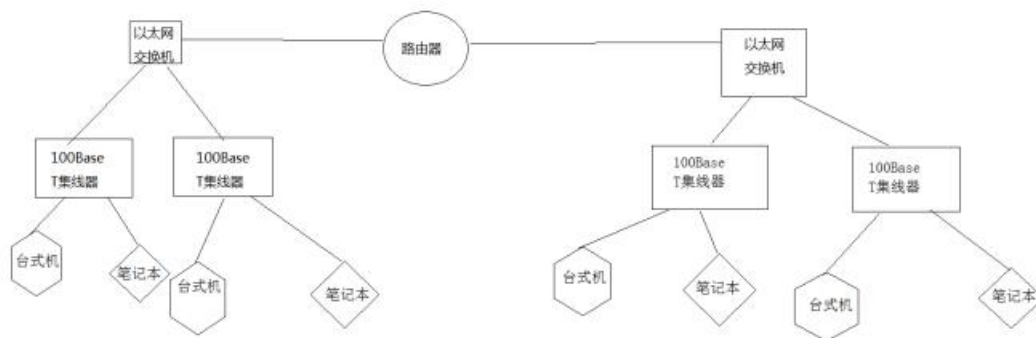 以太网
交换机
路由器
以太网
交换机
100Base
T集线器
100Base
T集线器
100Base
T集线器
100Base
T集线器
台式机
笔记本
台式机
笔记本
台式机
笔记本
台式机
笔记本